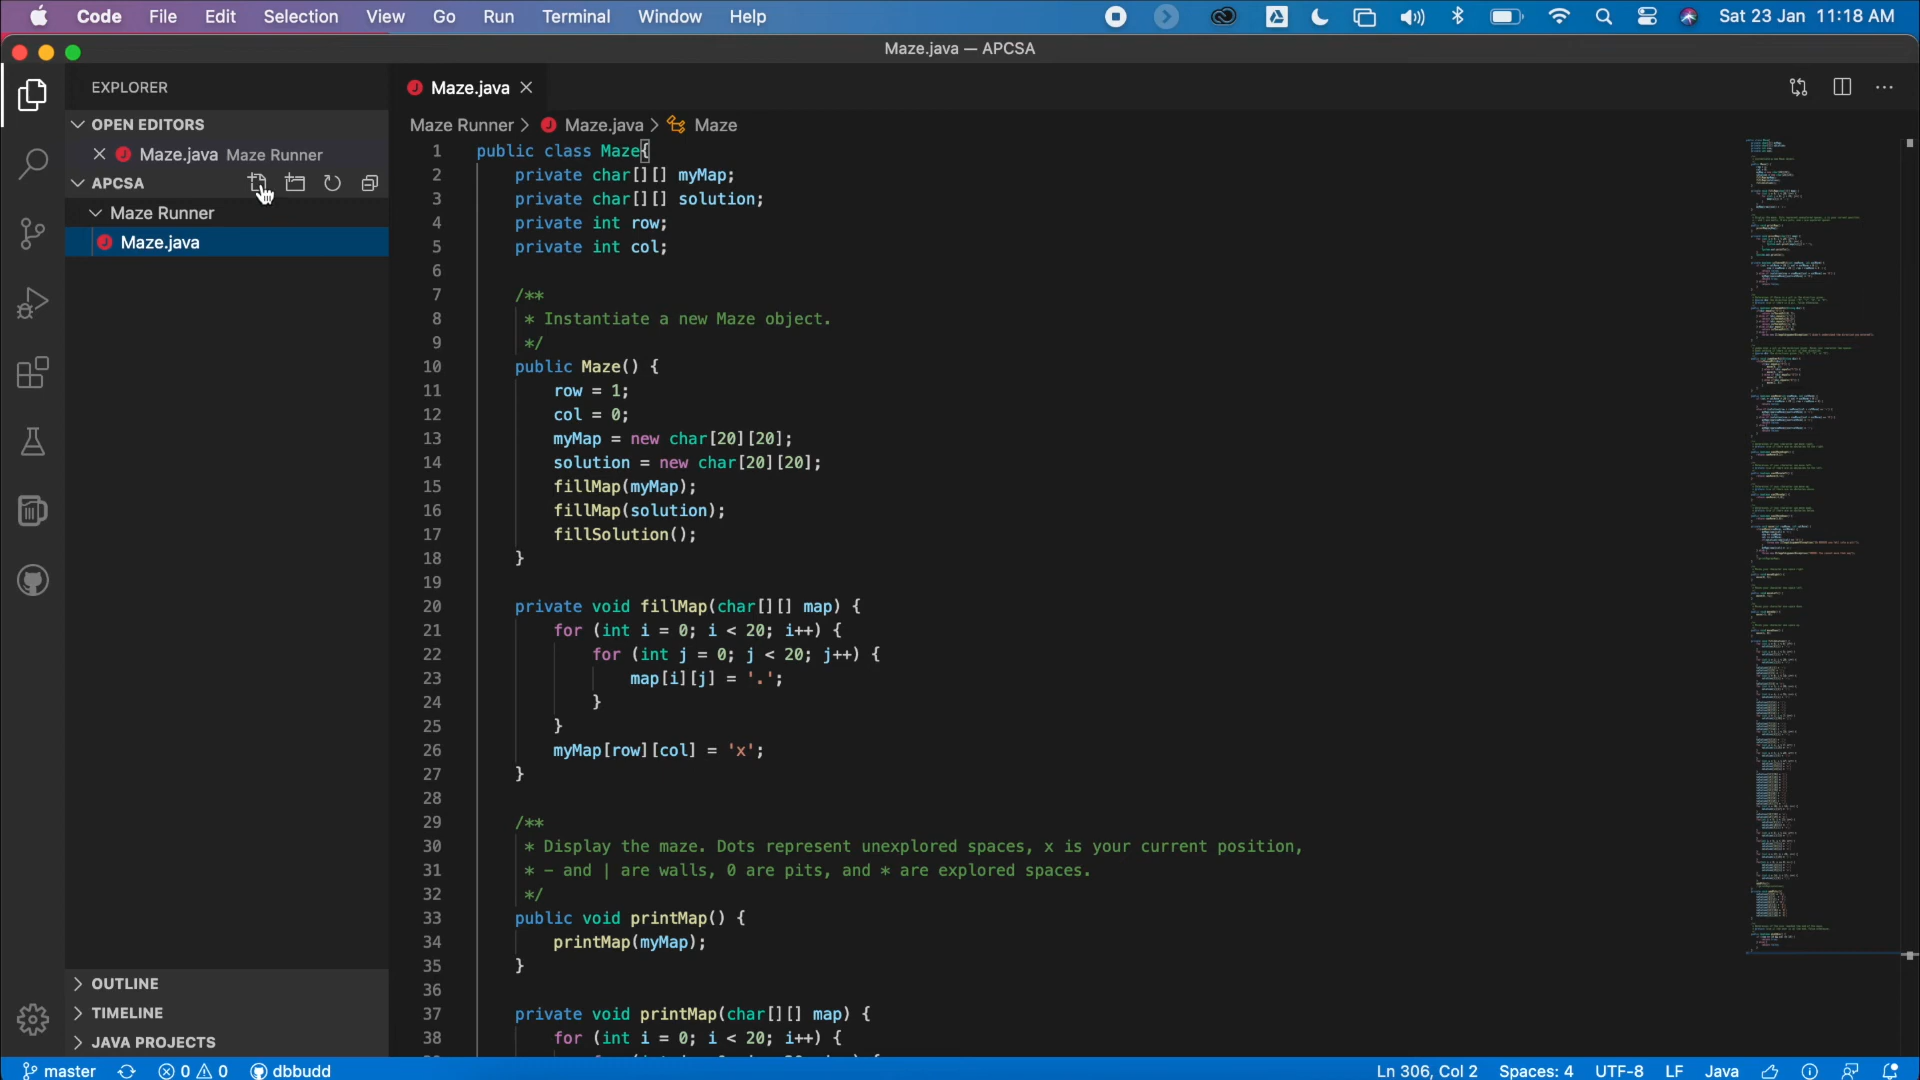 Code File Edit Selection View Go Run Terminal Window Help Sat 23 Jan 11:18 AM
Maze.java — APCSA
EXPLORER
Maze.java
OPEN EDITORS
Maze Runner > Maze.java > Maze
Maze.java Maze Runner
APCSA
Maze Runner
Maze.java
1 public class Maze{
2 private char[][] myMap;
3 private char[][] solution;
4 private int row;
5 private int col;
6
7 /**
8 * Instantiate a new Maze object.
9 */
10 public Maze() {
11 row = 1;
12 col = 0;
13 myMap = new char[20][20];
14 solution = new char[20][20];
15 fillMap(myMap);
16 fillMap(solution);
17 fillSolution();
18 }
19
20 private void fillMap(char[][] map) {
21 for (int i = 0; i < 20; i++) {
22 for (int j = 0; j < 20; j++) {
23 map[i][j] = '.';
24 }
25 }
26 myMap[row][col] = 'x';
27 }
28
29 /**
30 * Display the maze. Dots represent unexplored spaces, x is your current position,
31 * - and | are walls, 0 are pits, and * are explored spaces.
32 */
33 public void printMap() {
34 printMap(myMap);
35 }
36
37 private void printMap(char[][] map) {
38 for (int i = 0; i < 20; i++) {
OUTLINE
TIMELINE
JAVA PROJECTS
master 0 0 dbbudd Ln 306, Col 2 Spaces: 4 UTF-8 LF Java